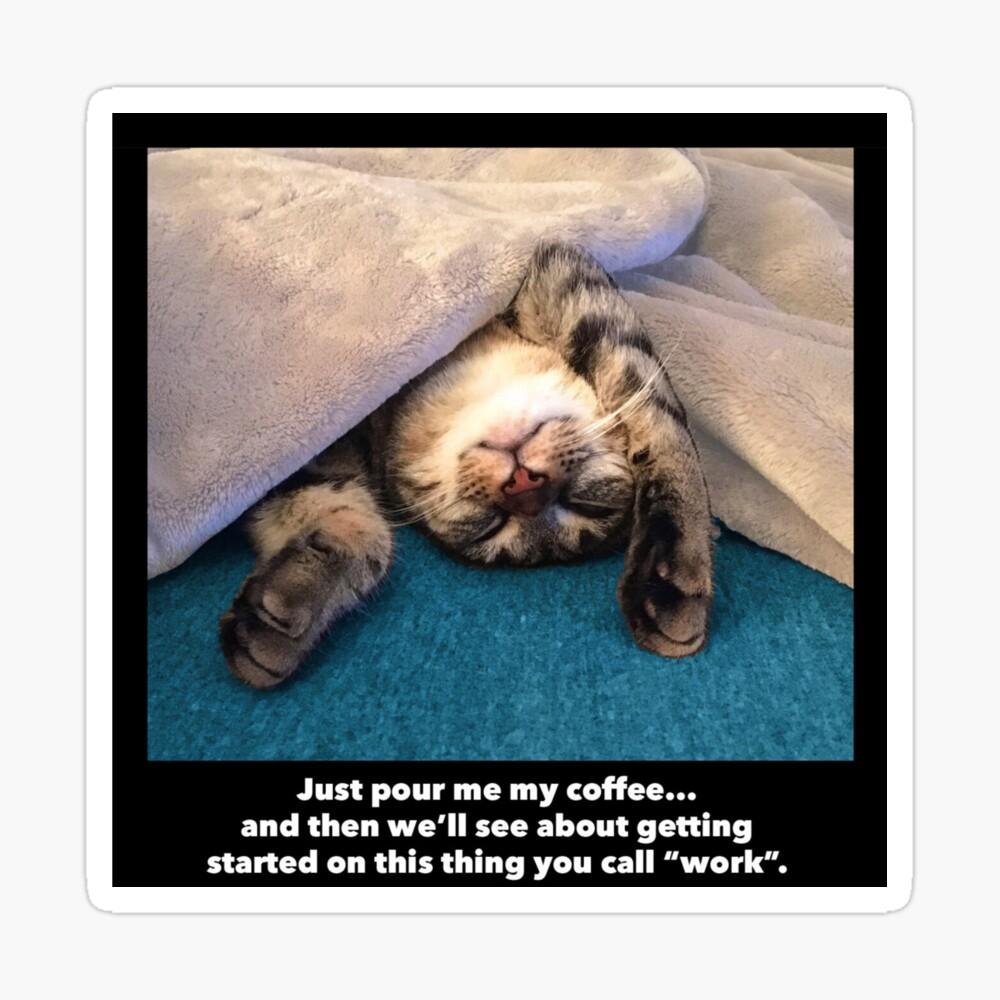 Just pour me my coffee...
and then we'll see about getting
started on this thing you call "work".